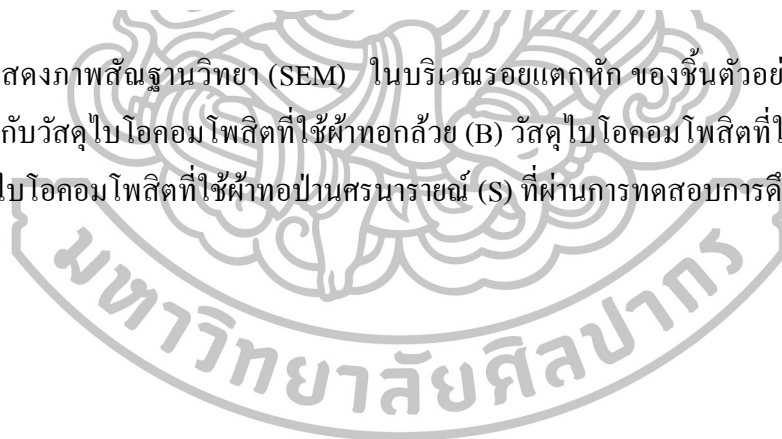 สดงภาพสัณฐานวิทยา (SEM) ในบริเวณรอยแตกหัก ของชิ้นตัวอย่
กับวัสดุไบโอคอมโพสิตที่ใช้ผ้าทอกล้วย (B) วัสดุไบโอคอมโพสิตที่ใ
ไบโอคอมโพสิตที่ใช้ผ้าทอป่านศรนารายณ์ (S) ที่ผ่านการทดสอบการดึ
มหาวิทยาลัยศิลปากร